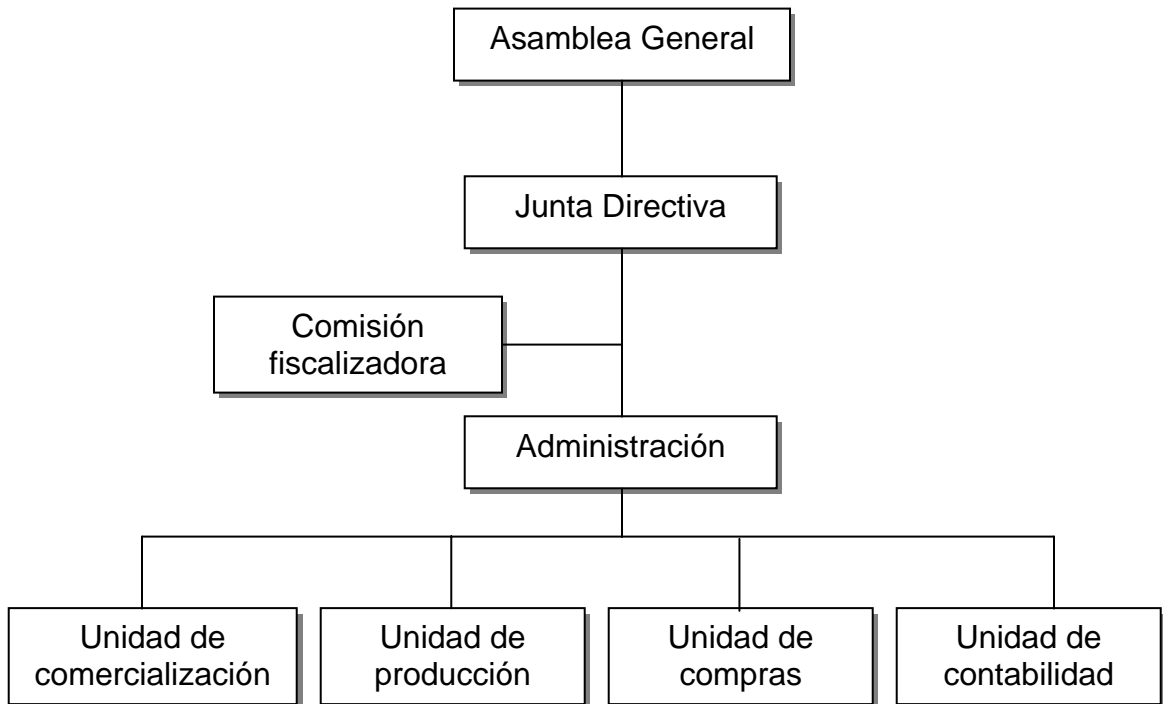 Asamblea General
Junta Directiva
Comisión
fiscalizadora
Administración
Unidad de
comercialización
Unidad de
producción
Unidad de
compras
Unidad de
contabilidad